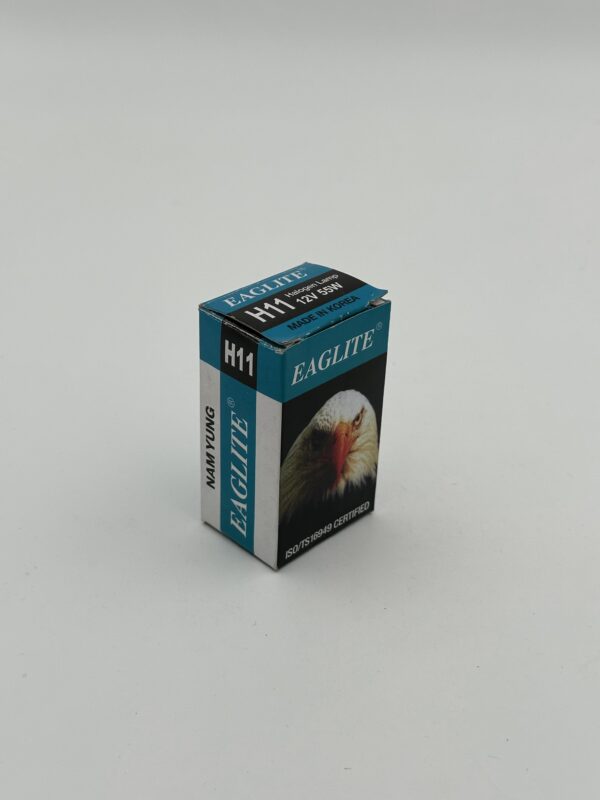 EAGLITE®
H11 Halogen Lamp
12V 55W
MADE IN KOREA
EAGLITE®
ISO/TS16949 CERTIFIED
H11
EAGLITE®
NAM YUNG